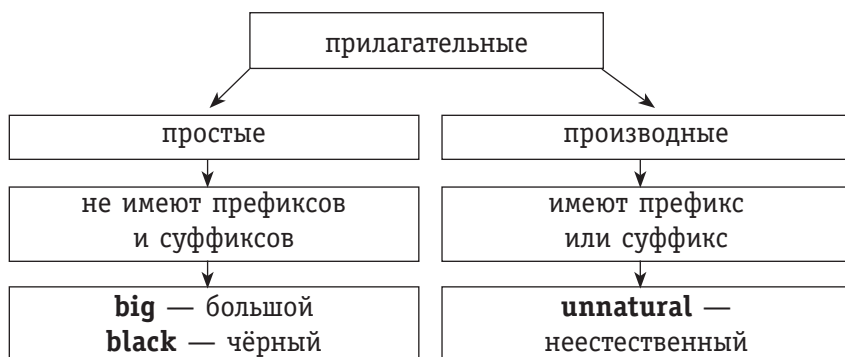 прилагательные
простые
производные
не имеют префиксов
и суффиксов
имеют префикс
или суффикс
big — большой
black — чёрный
unnatural —
неестественный